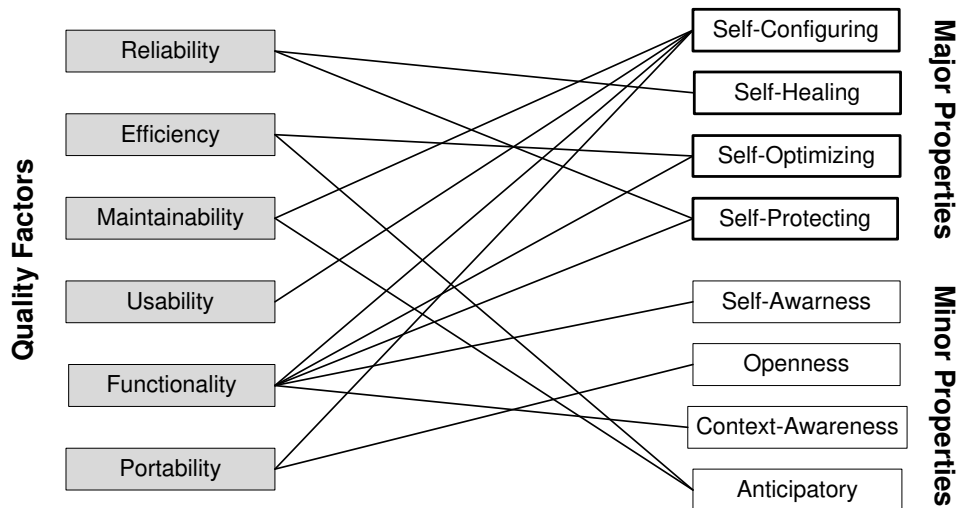 Quality Factors
Reliability
Efficiency
Maintainability
Usability
Functionality
Portability
Self-Configuring
Self-Healing
Self-Optimizing
Self-Protecting
Self-Awarness
Openness
Context-Awareness
Anticipatory
Major Properties
Minor Properties